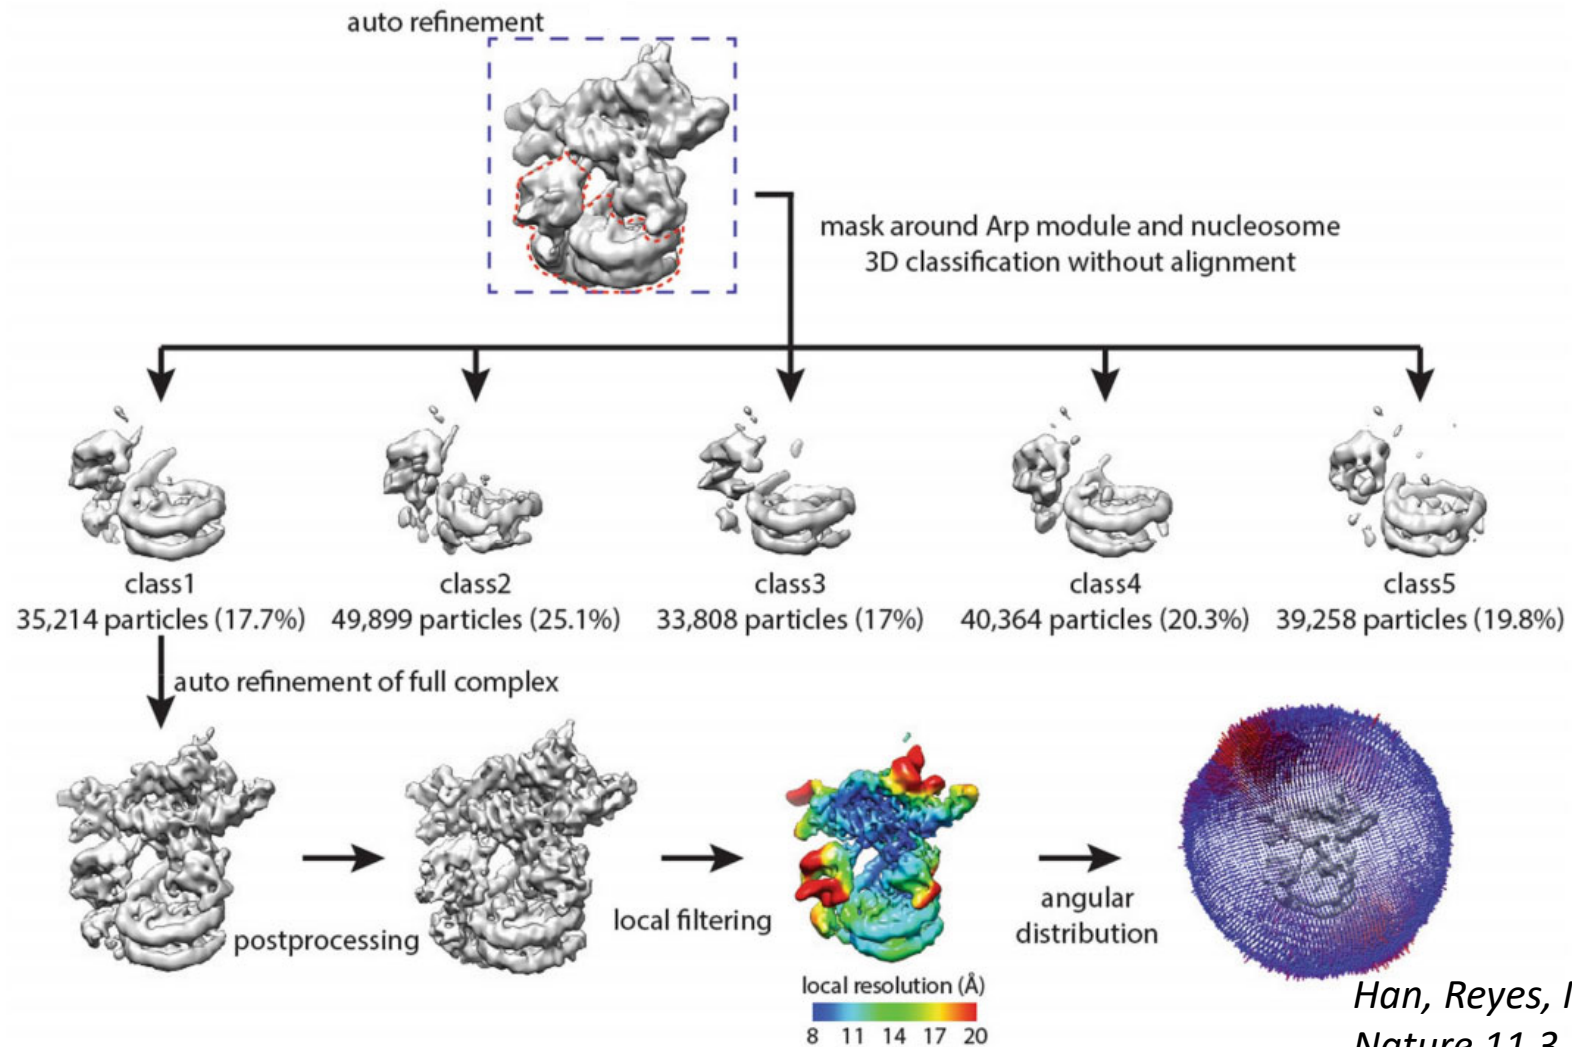 auto refinement
mask around Arp module and nucleosome
3D classification without alignment
class1
35,214 particles (17.7%)
class2
49,899 particles (25.1%)
class3
33,808 particles (17%)
class4
40,364 particles (20.3%)
class5
39,258 particles (19.8%)
auto refinement of full complex
postprocessing
local filtering
angular
distribution
local resolution (Å)
8 11 14 17 20
Han, Reyes,
Nature 11.3